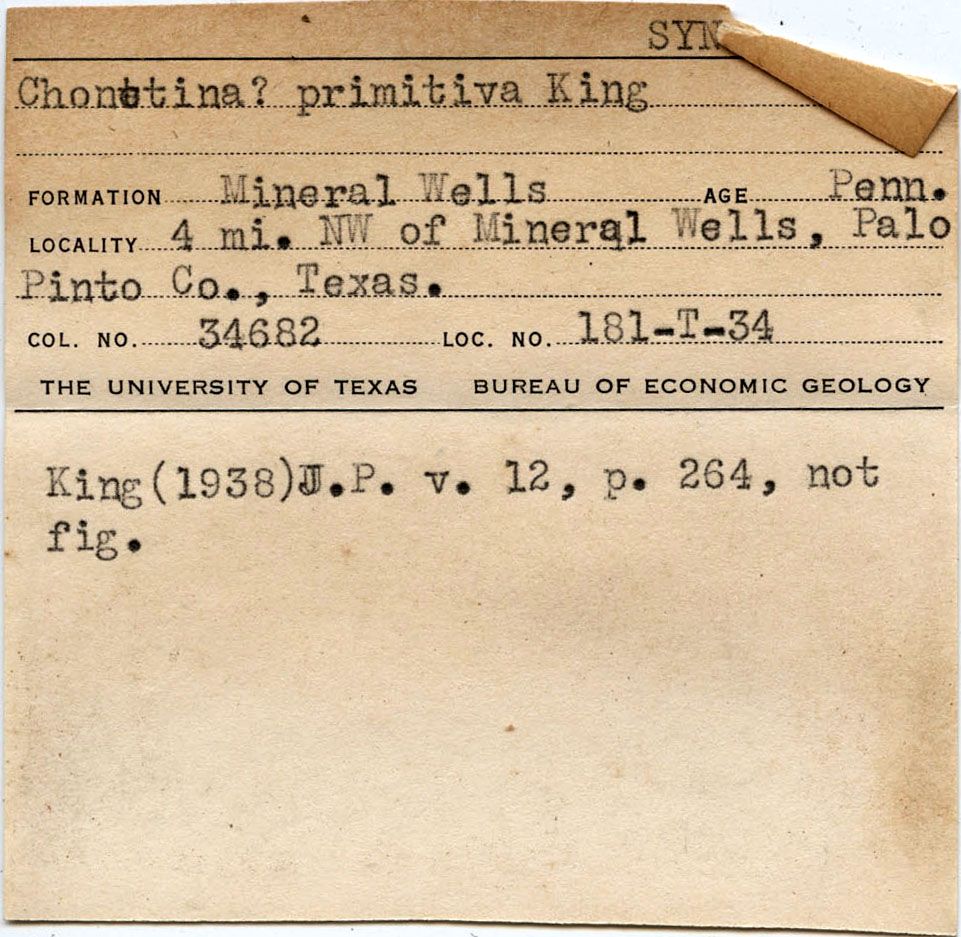 SYN
Chonetina? primitiva King
FORMATION Mineral Wells AGE Penn.
LOCALITY 4 mi. NW of Mineral Wells, Palo
Pinto Co., Texas.
COL. NO. 34682 LOC. NO. 181-T-34
THE UNIVERSITY OF TEXAS BUREAU OF ECONOMIC GEOLOGY
King(1938)J.P. v. 12, p. 264, not
fig.